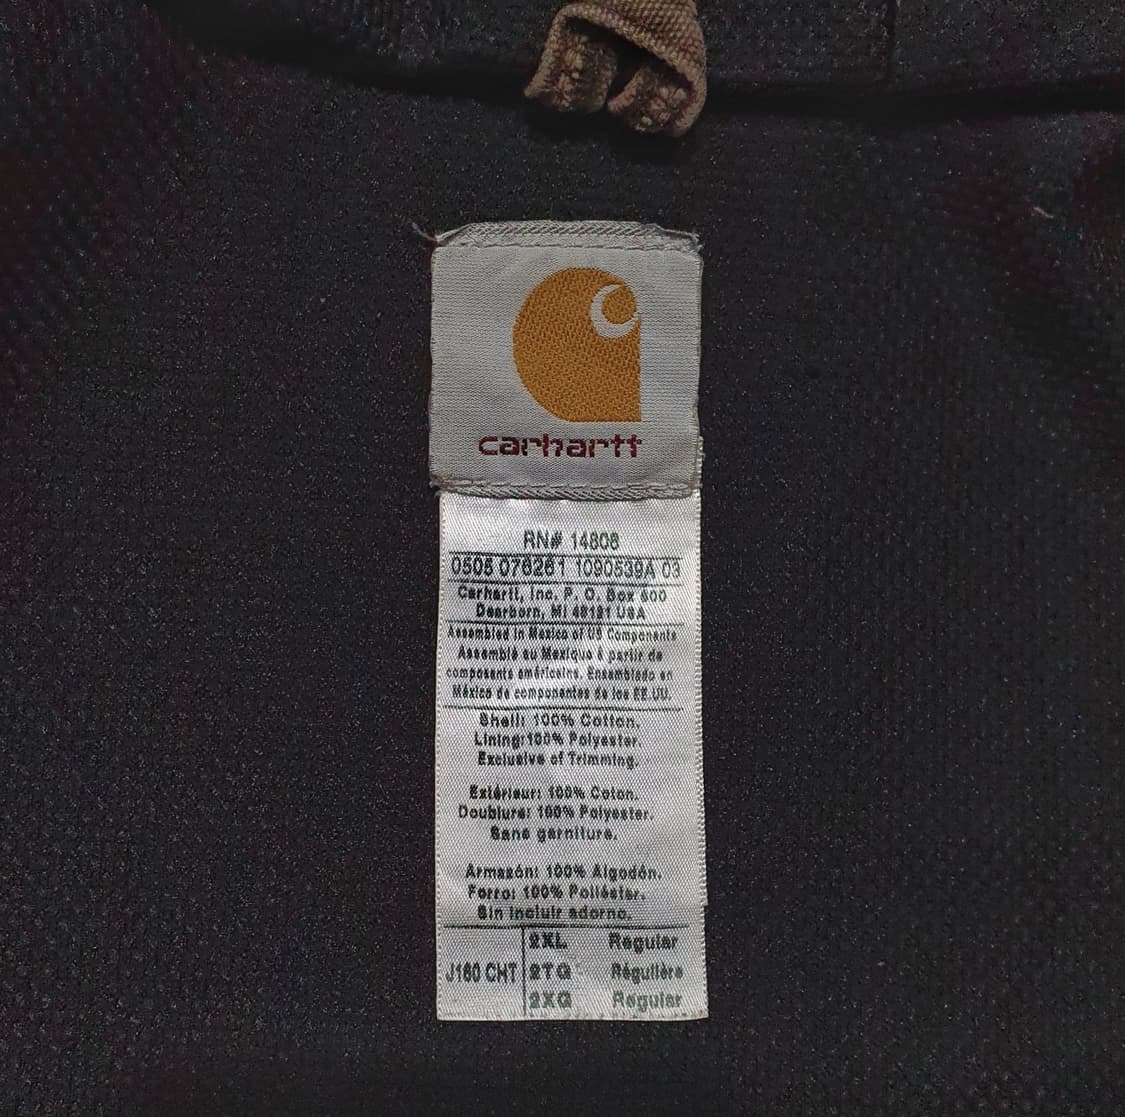 carhartt
RN# 14806
0505 076261 1090539A 03
Carhartt, Inc. P. O. Box 600
Dearborn, MI 48121 USA
Assembled in Mexico of US Components
Assemblé au Mexique à partir de
composants américains. Ensamblado en
México de componentes de los EE.UU.
Shell: 100% Cotton.
Lining:100% Polyester.
Exclusive of Trimming.
Extérieur: 100% Coton.
Doublure: 100% Polyester.
Sans garniture.
Armazón: 100% Algodón.
Forro: 100% Poliéster.
Sin incluir adorno.
J160 CHT
2XL Regular
2TG Régulière
2XG Regular